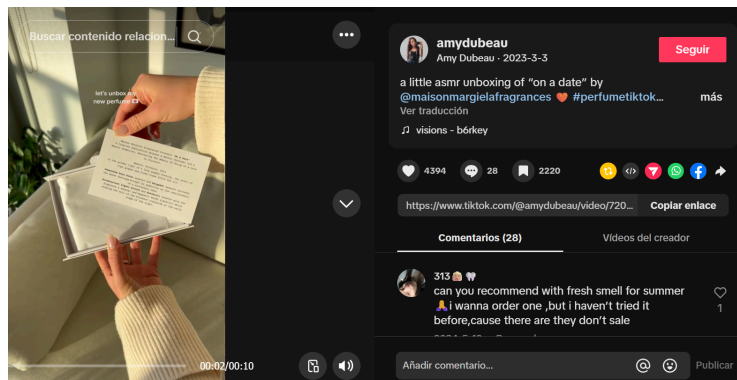 Buscar contenido relacion...
let's unbox my
new perfume
00:02/00:10
amydubeau
Amy Dubeau · 2023-3-3
Seguir
a little asmr unboxing of “on a date” by
@maisonmargielafragrances ❤️ #perfumetiktok... más
Ver traducción
♫ visions - bórkey
4394 28 2220
https://www.tiktok.com/@amydubeau/video/720... Copiar enlace
Comentarios (28) Vídeos del creador
313
can you recommend with fresh smell for summer
🙏i wanna order one ,but i haven’t tried it
before,cause there are they don’t sale
1
Añadir comentario... Publicar